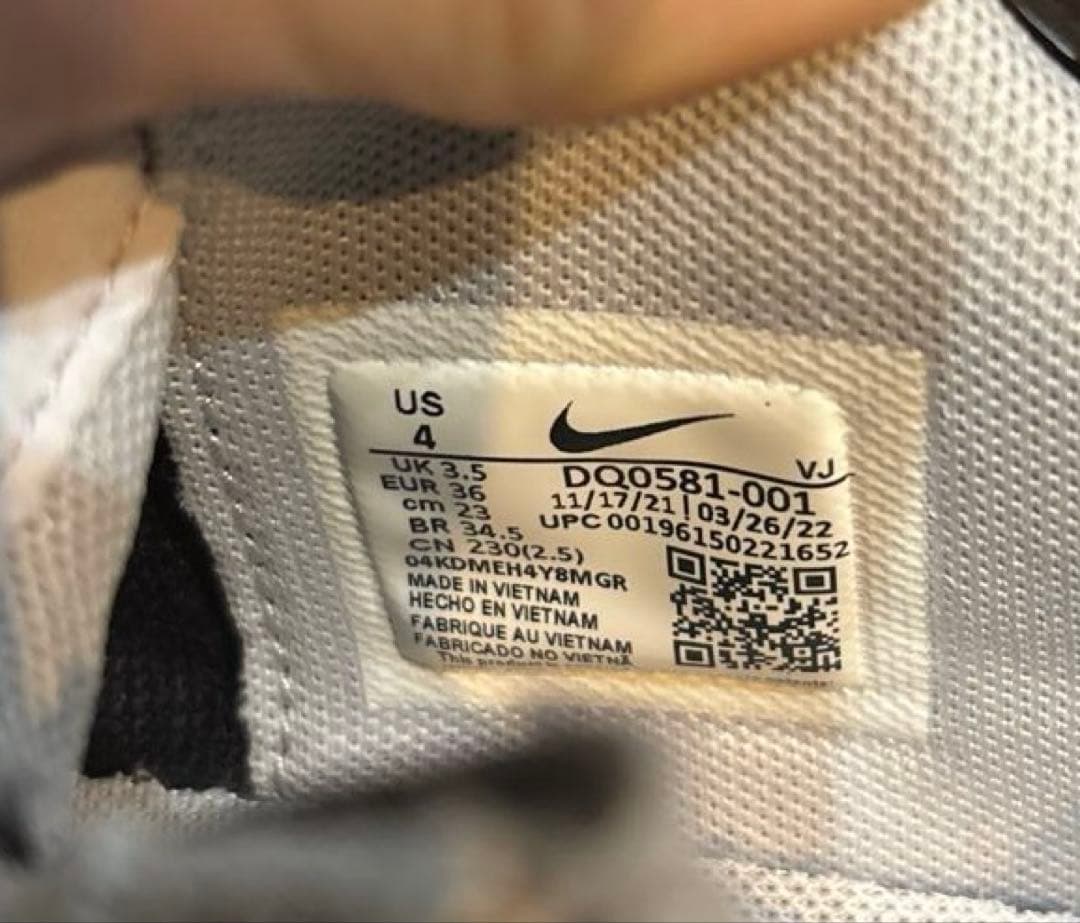 US
4
VJ
UK 3.5
EUR 36
cm 23
BR 34.5
CN 230(2.5)
DQ0581-001
11/17/21 | 03/26/22
UPC 00196150221652
04KDMEH4Y8MGR
MADE IN VIETNAM
HECHO EN VIETNAM
FABRIQUE AU VIETNAM
FABRICADO NO VIETNÃ
This